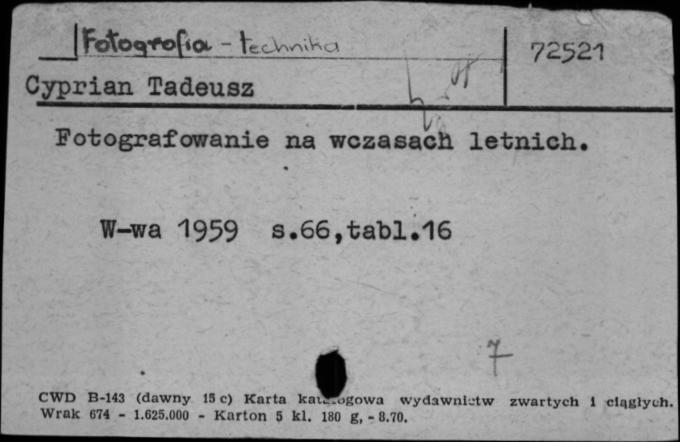 Fotografia - technika
72521
Cyprian Tadeusz
Fotografowanie na wczasach letnich.
W-wa 1959 s.66,tabl.16
7
CWD B-143 (dawny 15 c) Karta katalogowa wydawnictw zwartych i ciągłych.
Wrak 674 - 1.625.000 - Karton 5 kl. 180 g, - 8.70.